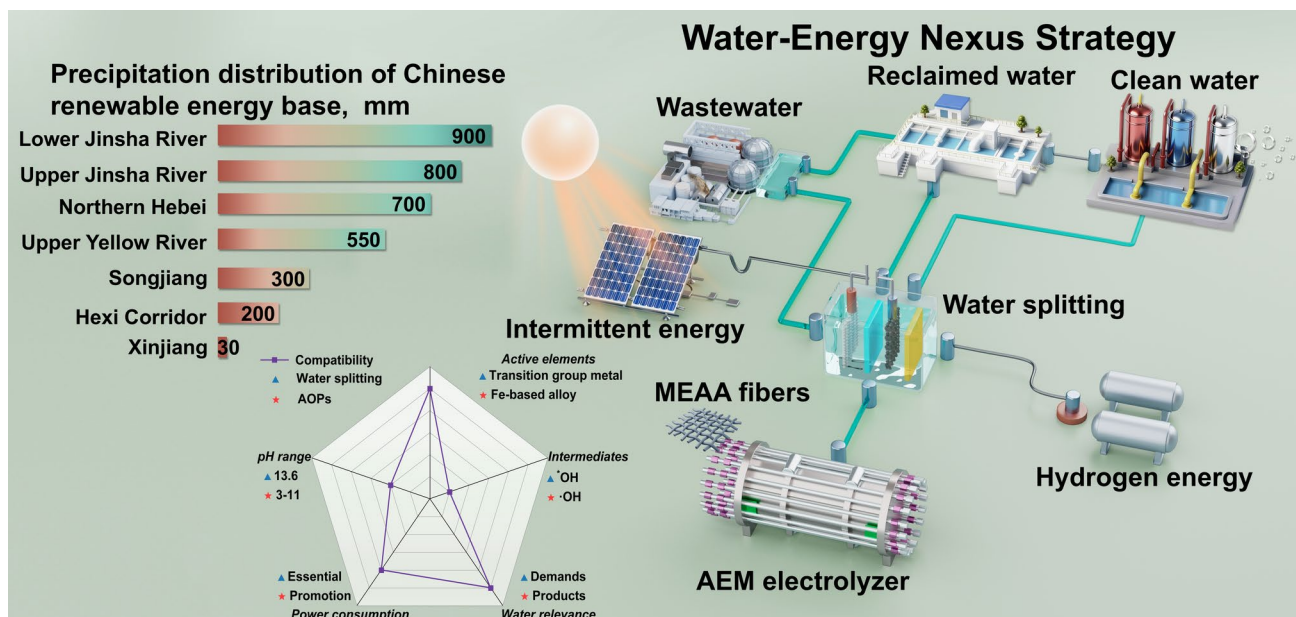 Water-Energy Nexus Strategy
Precipitation distribution of Chinese
renewable energy base, mm
Lower Jinsha River 900
Upper Jinsha River 800
Northern Hebei 700
Upper Yellow River 550
Songjiang 300
Hexi Corridor 200
Xinjiang 30
Wastewater
Reclaimed water
Clean water
Intermittent energy
Water splitting
Hydrogen energy
MEAA fibers
AEM electrolyzer
Compatibility
Water splitting
AOPs
Active elements
Transition group metal
Fe-based alloy
pH range
13.6
3-11
Intermediates
*OH
·OH
Essential
Promotion
Power consumption
Demands
Products
Water relevance